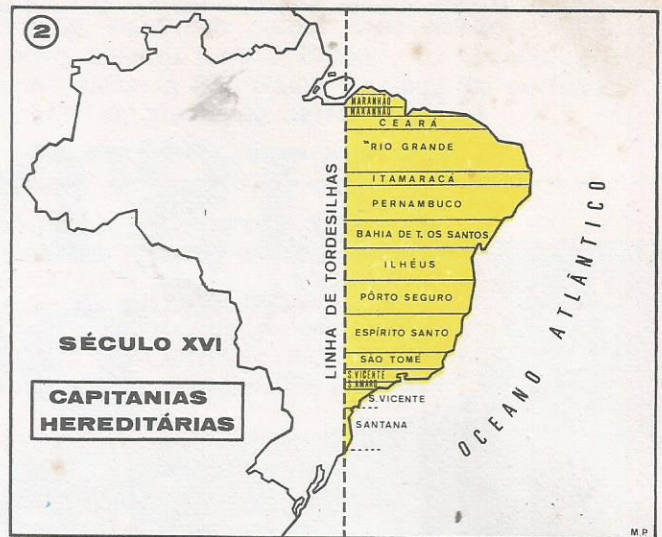 2
MARANHÃO
MARANHÃO
CEARÁ
RIO GRANDE
ITAMARACÁ
PERNAMBUCO
BAHIA DE T. OS SANTOS
ILHÉUS
PÔRTO SEGURO
ESPÍRITO SANTO
SÃO TOMÉ
S. VICENTE
S. AMARO
S. VICENTE
SANTANA
LINHA DE TORDESILHAS
OCEANO ATLÂNTICO
SÉCULO XVI
CAPITANIAS
HEREDITÁRIAS
M.P.